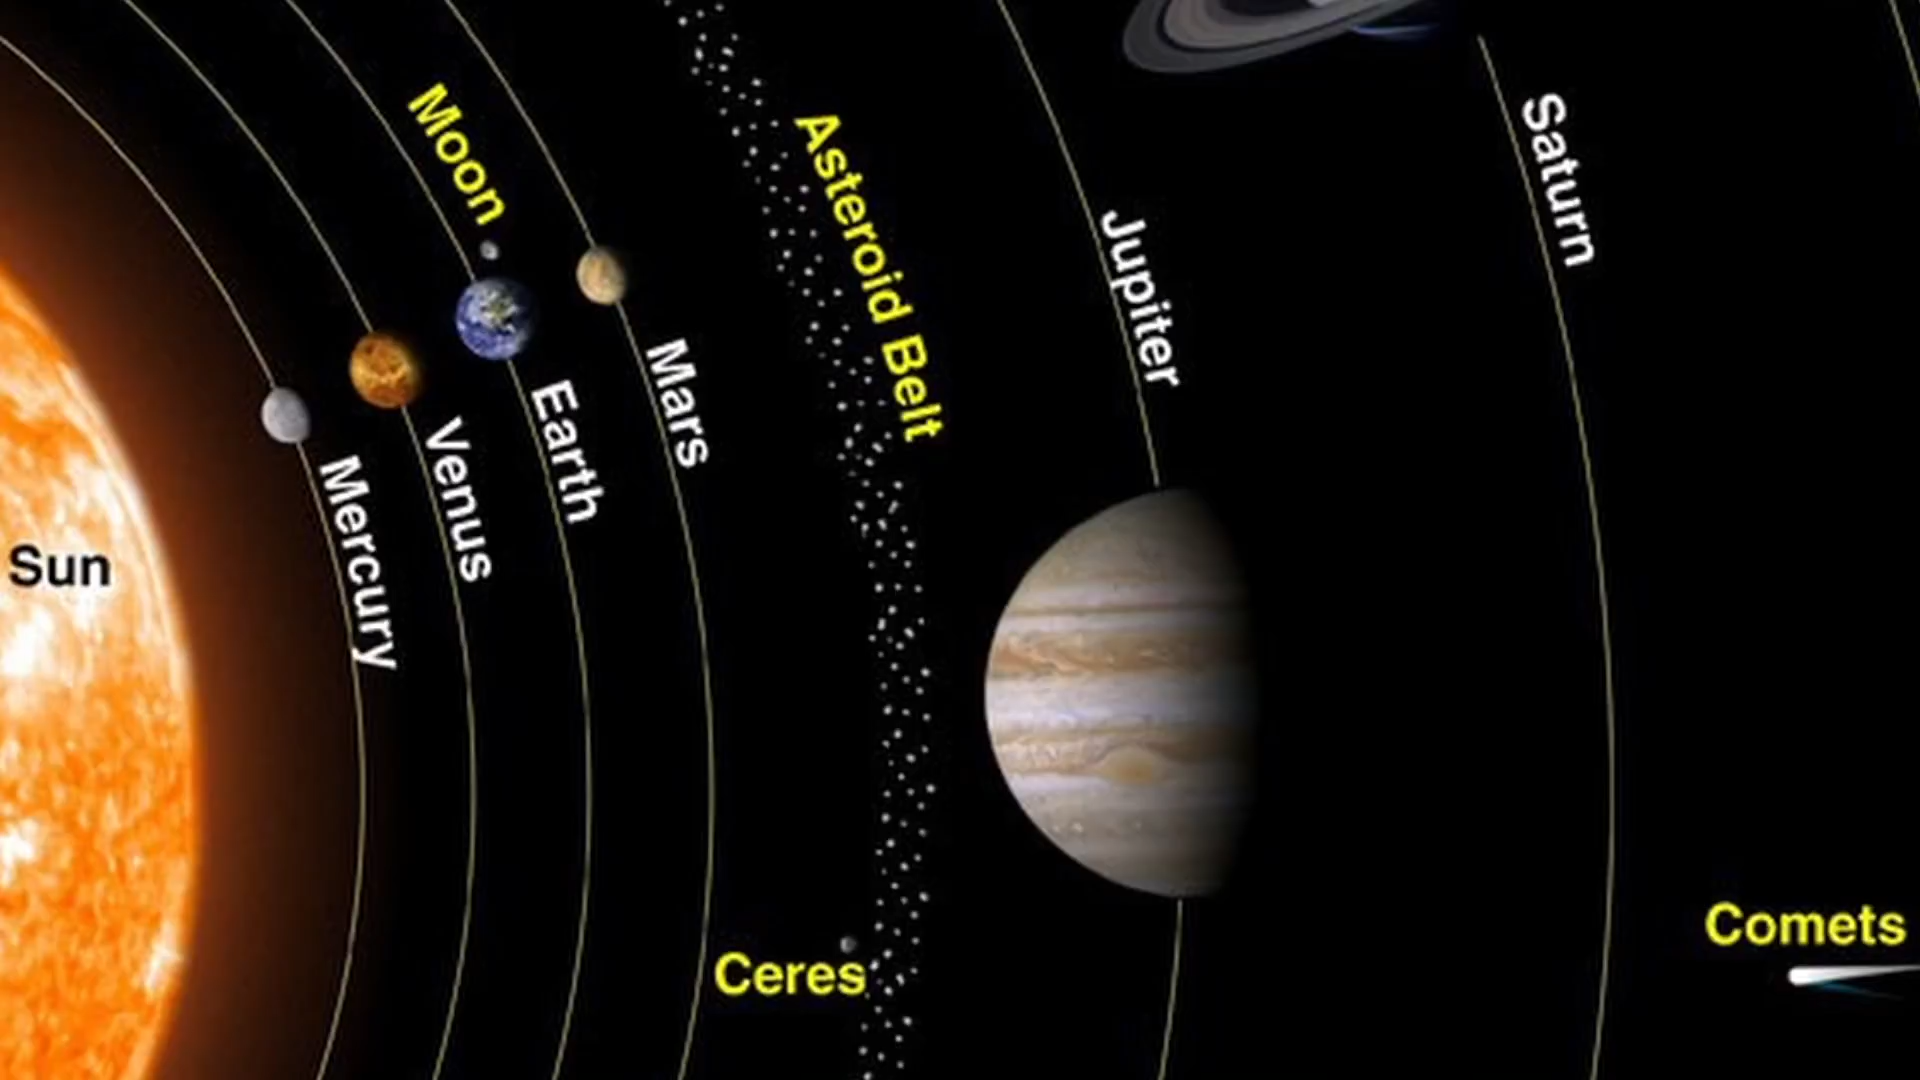 Sun
Mercury
Venus
Moon
Earth
Mars
Asteroid Belt
Ceres
Jupiter
Saturn
Comets